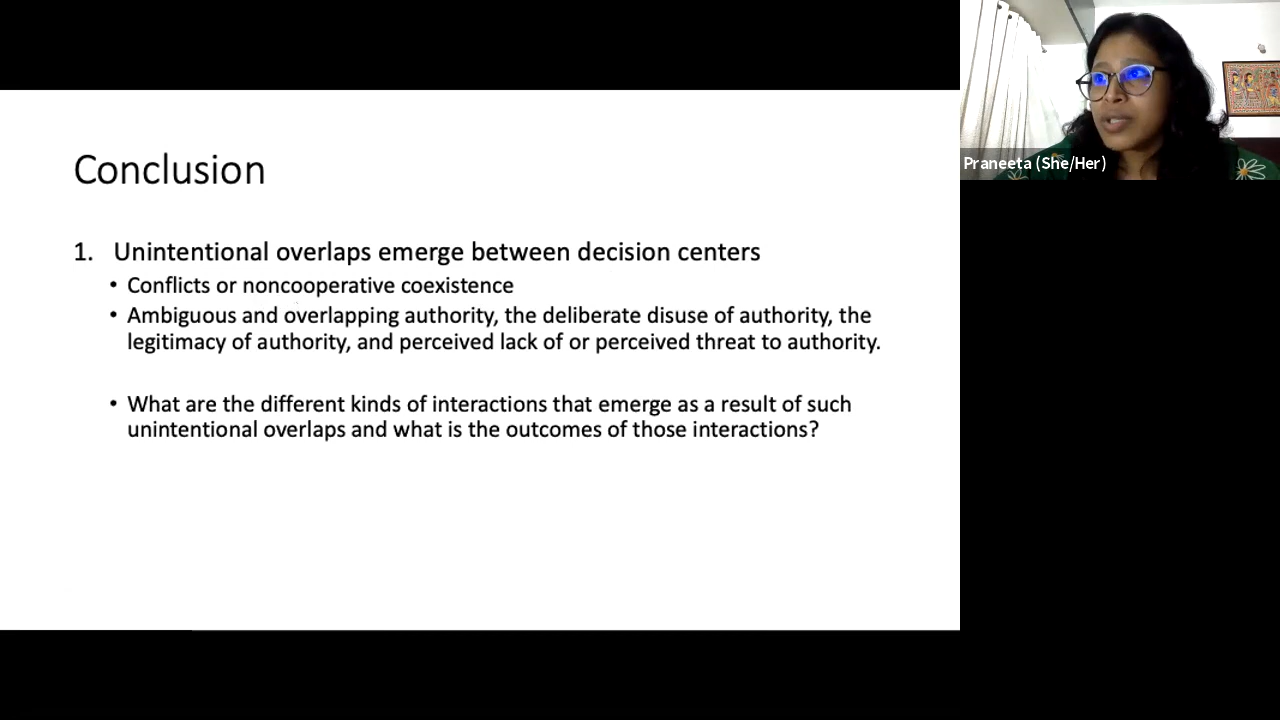 Conclusion
1. Unintentional overlaps emerge between decision centers
• Conflicts or noncooperative coexistence
• Ambiguous and overlapping authority, the deliberate disuse of authority, the
legitimacy of authority, and perceived lack of or perceived threat to authority.
• What are the different kinds of interactions that emerge as a result of such
unintentional overlaps and what is the outcomes of those interactions?
Praneeta (She/Her)